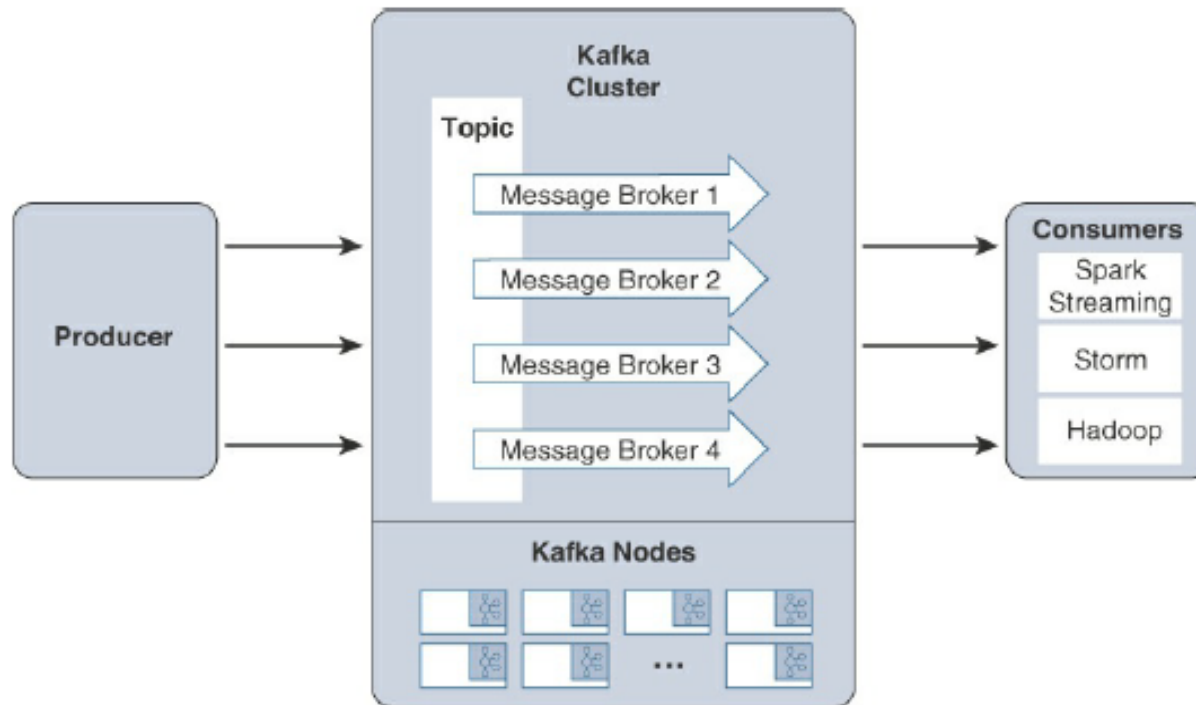 Kafka
Cluster
Topic
Message Broker 1
Message Broker 2
Message Broker 3
Message Broker 4
Producer
Consumers
Spark
Streaming
Storm
Hadoop
Kafka Nodes
...